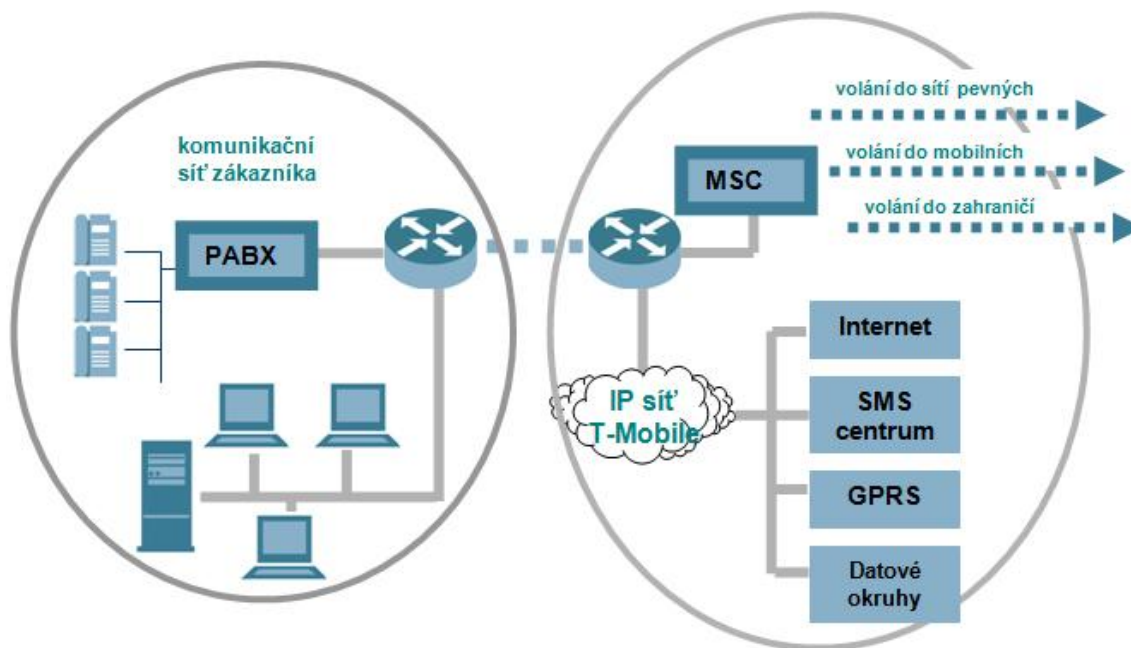 komunikační
síť zákazníka
PABX
MSC
volání do sítí pevných
volání do mobilních
volání do zahraničí
IP síť
T-Mobile
Internet
SMS
centrum
GPRS
Datové
okruhy